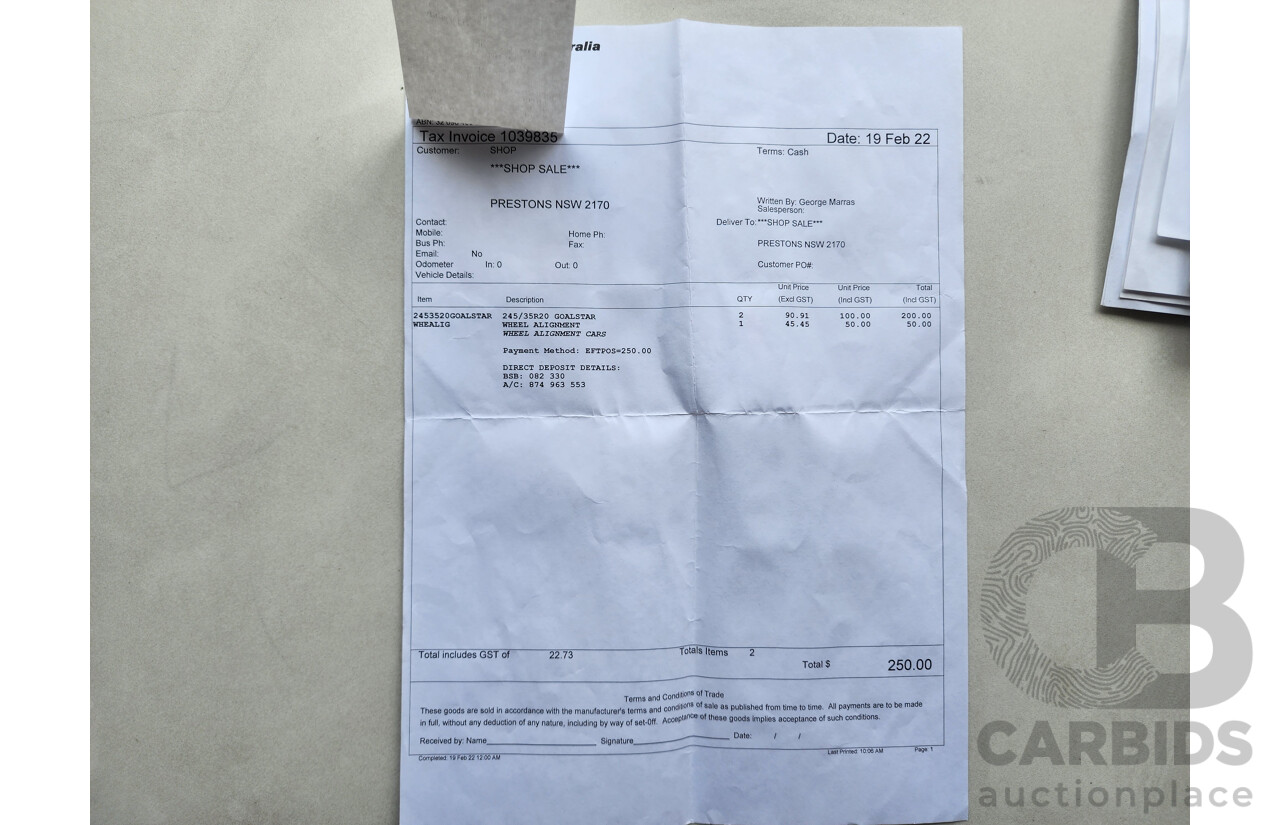 ralia
Tax Invoice 1039835
Date: 19 Feb 22
Customer: SHOP
Terms: Cash
***SHOP SALE***
PRESTONS NSW 2170
Written By: George Marras
Salesperson:
Contact:
Deliver To: ***SHOP SALE***
Mobile:
Home Ph:
Bus Ph:
Fax:
PRESTONS NSW 2170
Email: No
Odometer In: 0 Out: 0
Customer PO#:
Vehicle Details:
Item Description QTY Unit Price (Excl GST) Unit Price (Incl GST) Total (Incl GST)
2453520GOALSTAR 245/35R20 GOALSTAR 2 90.91 100.00 200.00
WHEALIG WHEEL ALIGNMENT 1 45.45 50.00 50.00
WHEEL ALIGNMENT CARS
Payment Method: EFTPOS=250.00
DIRECT DEPOSIT DETAILS:
BSB: 082 330
A/C: 874 963 553
Total includes GST of 22.73 Totals Items 2
Total $ 250.00
Terms and Conditions of Trade
These goods are sold in accordance with the manufacturer's terms and conditions of sale as published from time to time. All payments are to be made
in full, without any deduction of any nature, including by way of set-0ff. Acceptance of these goods implies acceptance of such conditions.
Received by: Name Signature Date: / /
Completed: 19 Feb 22 12:00 AM
Last Printed: 10:06 AM Page: 1
CARBIDS
auctionplace